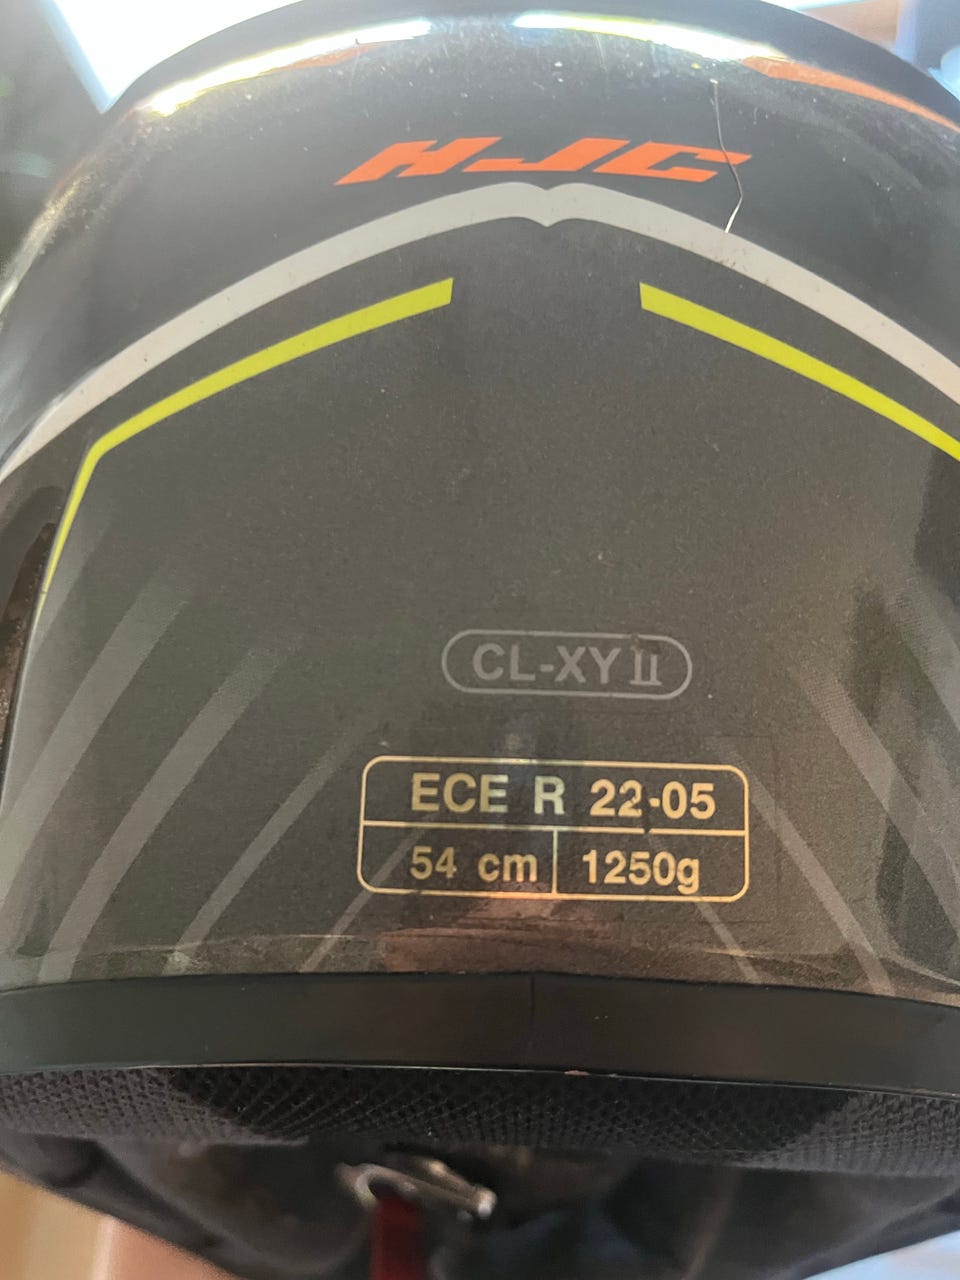 HJC
CL-XY II
ECE R 22-05
54 cm 1250g